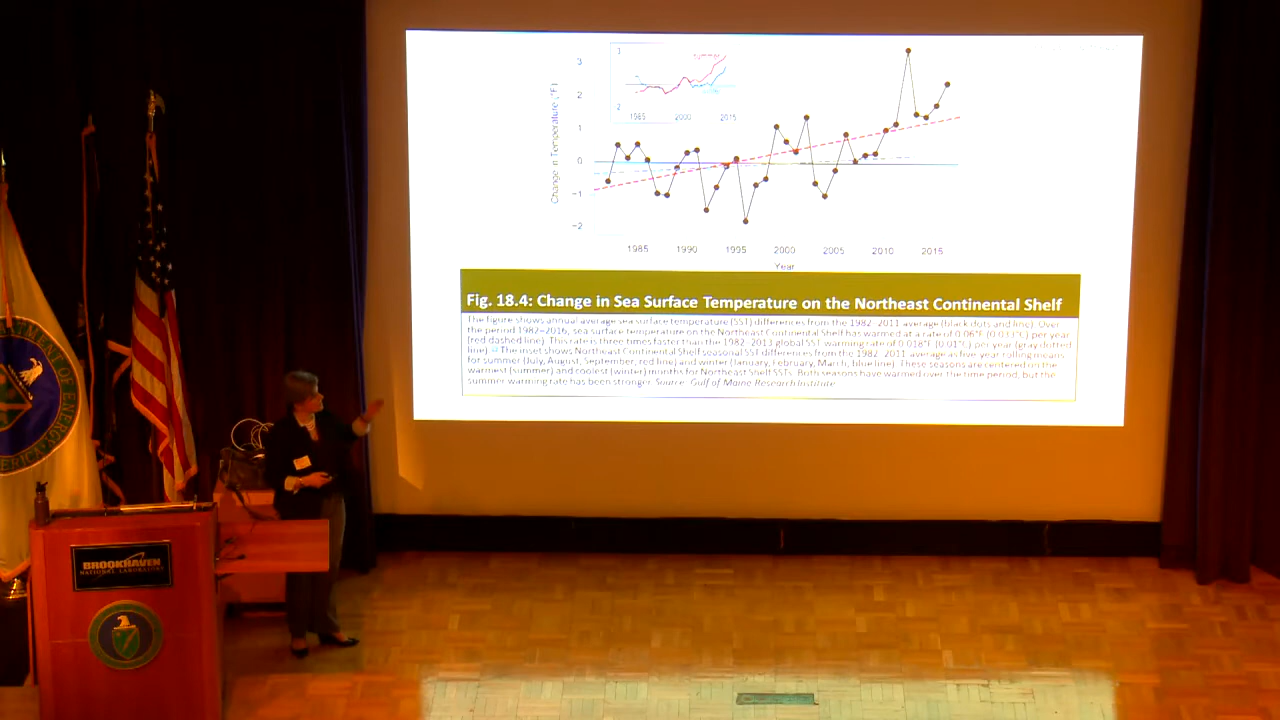 3
2
1
0
−1
−2
Change in Temperature (°F)
1
2
1985 2000 2015
Summer
1985 1990 1995 2000 2005 2010 2015
Year
Fig. 18.4: Change in Sea Surface Temperature on the Northeast Continental Shelf
The figure shows annual average sea surface temperature (SST) differences from the 1982–2011 average (black dots and line). Over
the period 1982–2016, sea surface temperature on the Northeast Continental Shelf has warmed at a rate of 0.06°F (0.033°C) per year
(red dashed line). This rate is three times faster than the 1982–2013 global SST warming rate of 0.018°F (0.01°C) per year (gray dotted
line). The inset shows Northeast Continental Shelf seasonal SST differences from the 1982–2011 average as five-year rolling means
for summer (July, August, September, red line) and winter (January, February, March, blue line). These seasons are centered on the
warmest (summer) and coolest (winter) months for Northeast Shelf SSTs. Both seasons have warmed over the time period, but the
summer warming rate has been stronger. Source: Gulf of Maine Research Institute
BROOKHAVEN
NATIONAL LABORATORY